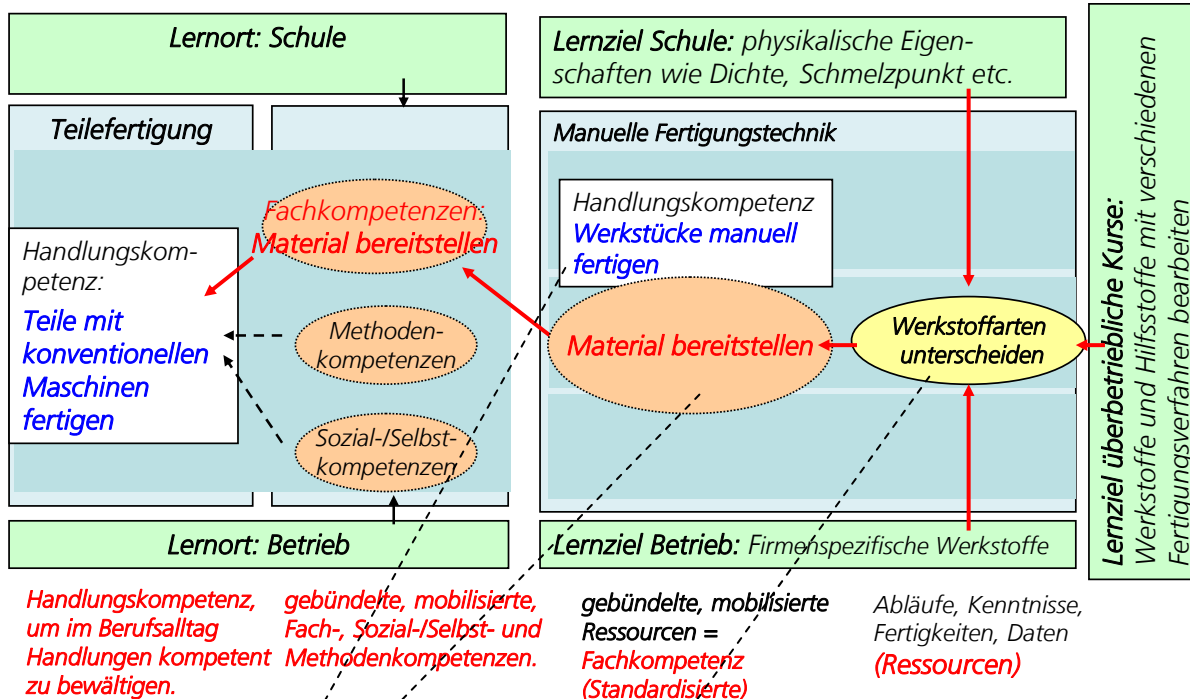 Lernort: Schule
Teilefertigung
Fachkompetenzen:
Material bereitstellen
Handlungskom-
petenz:
Teile mit
konventionellen
Maschinen
fertigen
Methoden-
kompetenzen
Sozial-/Selbst-
kompetenzen
Lernort: Betrieb
Handlungskompetenz,
um im Berufsalltag
Handlungen kompetent
zu bewältigen.
gebündelte, mobilisierte,
Fach-, Sozial-/Selbst- und
Methodenkompetenzen.
Lernziel Schule: physikalische Eigen-
schaften wie Dichte, Schmelzpunkt etc.
Manuelle Fertigungstechnik
Handlungskompetenz
Werkstücke manuell
fertigen
Material bereitstellen
Werkstoffarten
unterscheiden
Lernziel Betrieb: Firmenspezifische Werkstoffe
gebündelte, mobilisierte
Ressourcen =
Fachkompetenz
(Standardisierte)
Abläufe, Kenntnisse,
Fertigkeiten, Daten
(Ressourcen)
Lernziel überbetriebliche Kurse:
Werkstoffe und Hilfsstoffe mit verschiedenen
Fertigungsverfahren bearbeiten